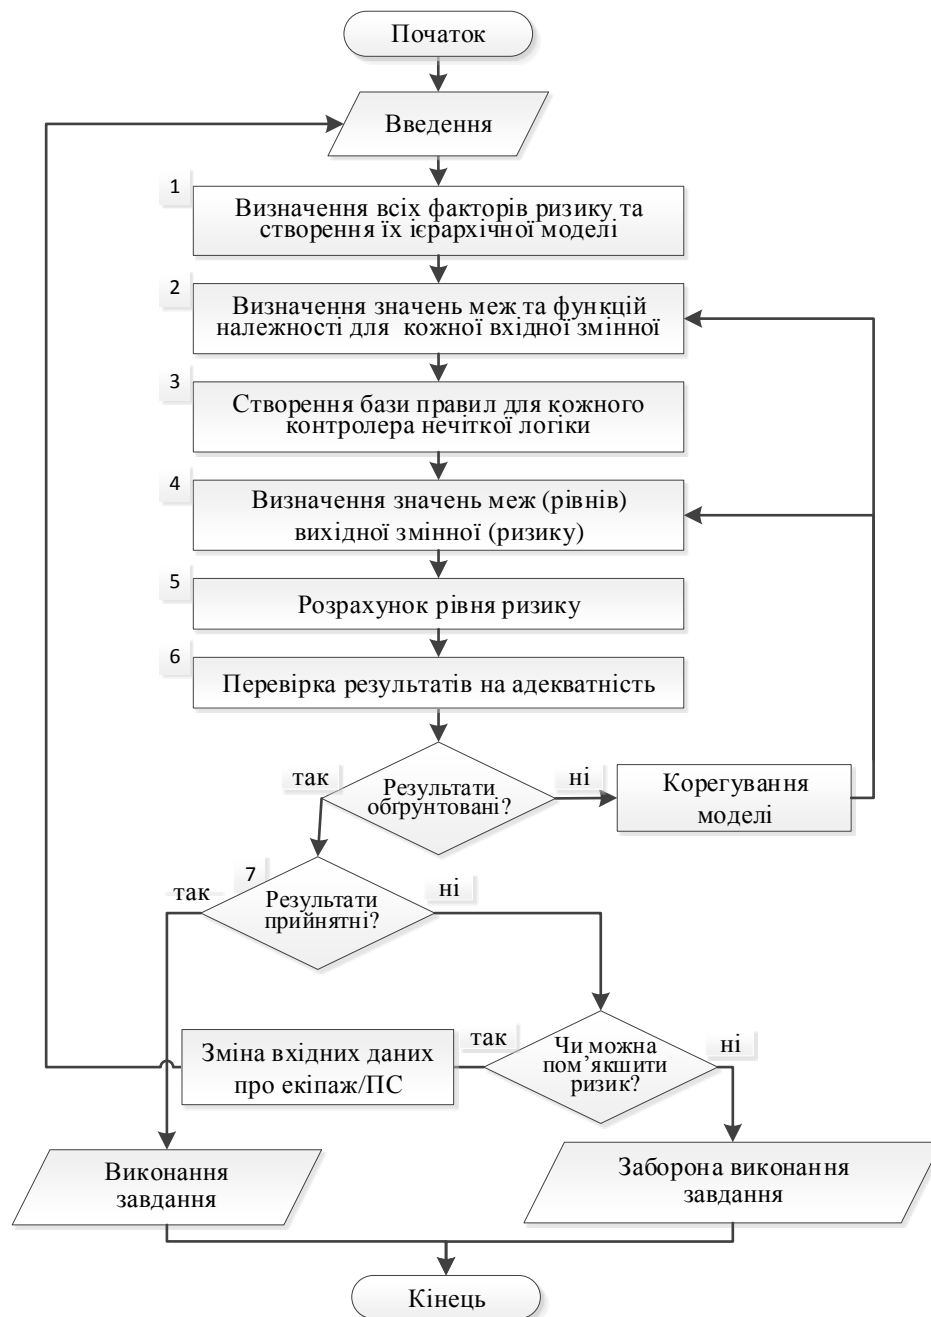 Початок
Введення
1
Визначення всіх факторів ризику та
створення їх ієрархічної моделі
2
Визначення значень меж та функцій
належності для кожної вхідної змінної
3
Створення бази правил для кожного
контролера нечіткої логіки
4
Визначення значень меж (рівнів)
вихідної змінної (ризику)
5
Розрахунок рівня ризику
6
Перевірка результатів на адекватність
так
Результати
обґрунтовані?
ні
Корегування
моделі
7
так
Результати
прийнятні?
ні
Зміна вхідних даних
про екіпаж/ПС
так
Чи можна
пом’якшити
ризик?
ні
Виконання
завдання
Заборона виконання
завдання
Кінець